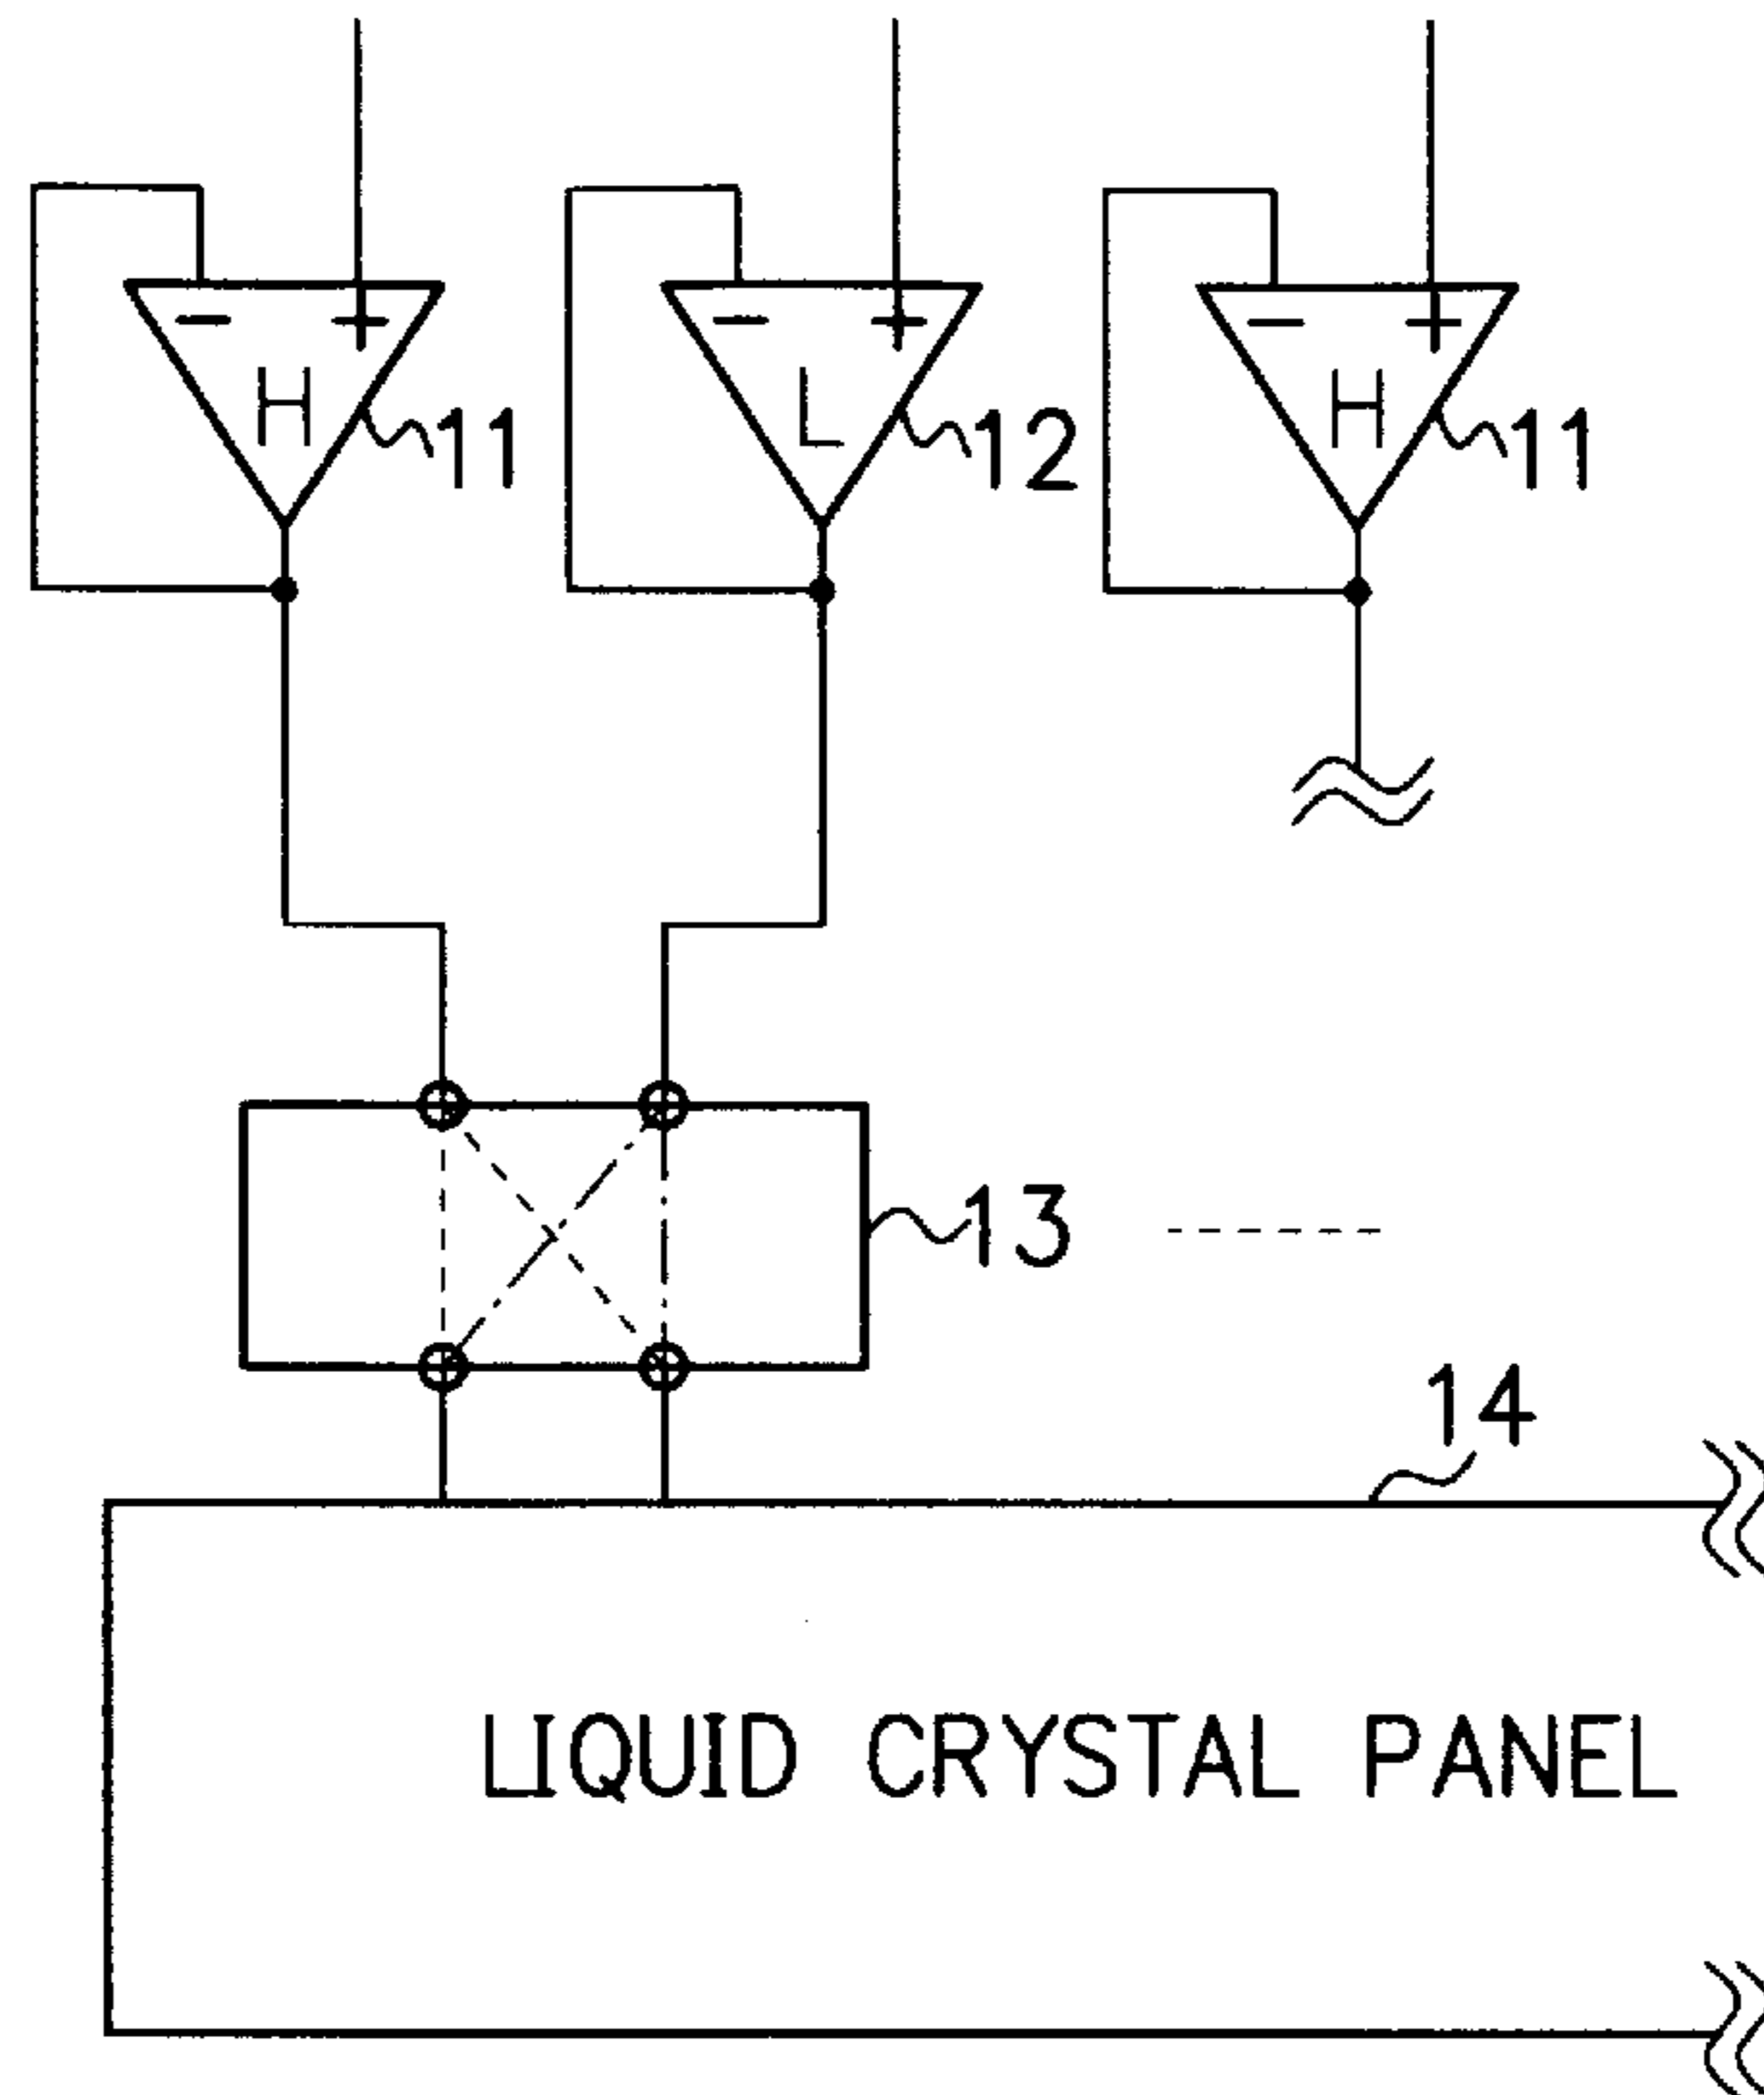 - + - + - +
H 11 L 12 H 11
13
14
LIQUID CRYSTAL PANEL